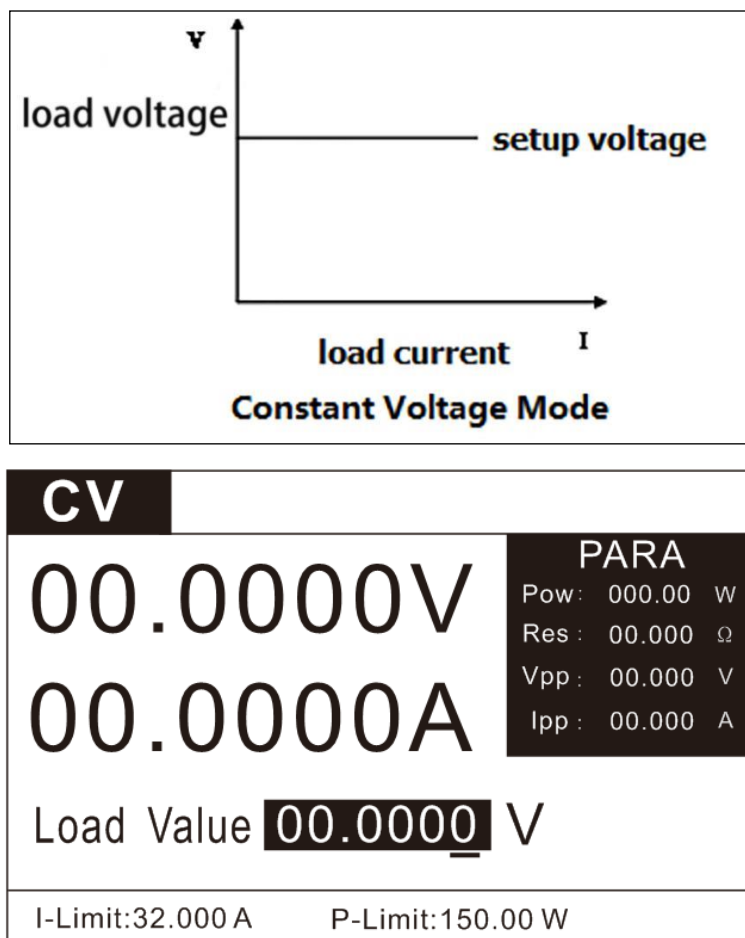 V
load voltage
setup voltage
load current
I
Constant Voltage Mode
CV
00.0000V
00.0000A
PARA
Pow: 000.00 W
Res: 00.000 Ω
Vpp: 00.000 V
Ipp: 00.000 A
Load Value 00.0000 V
I-Limit:32.000 A P-Limit:150.00 W